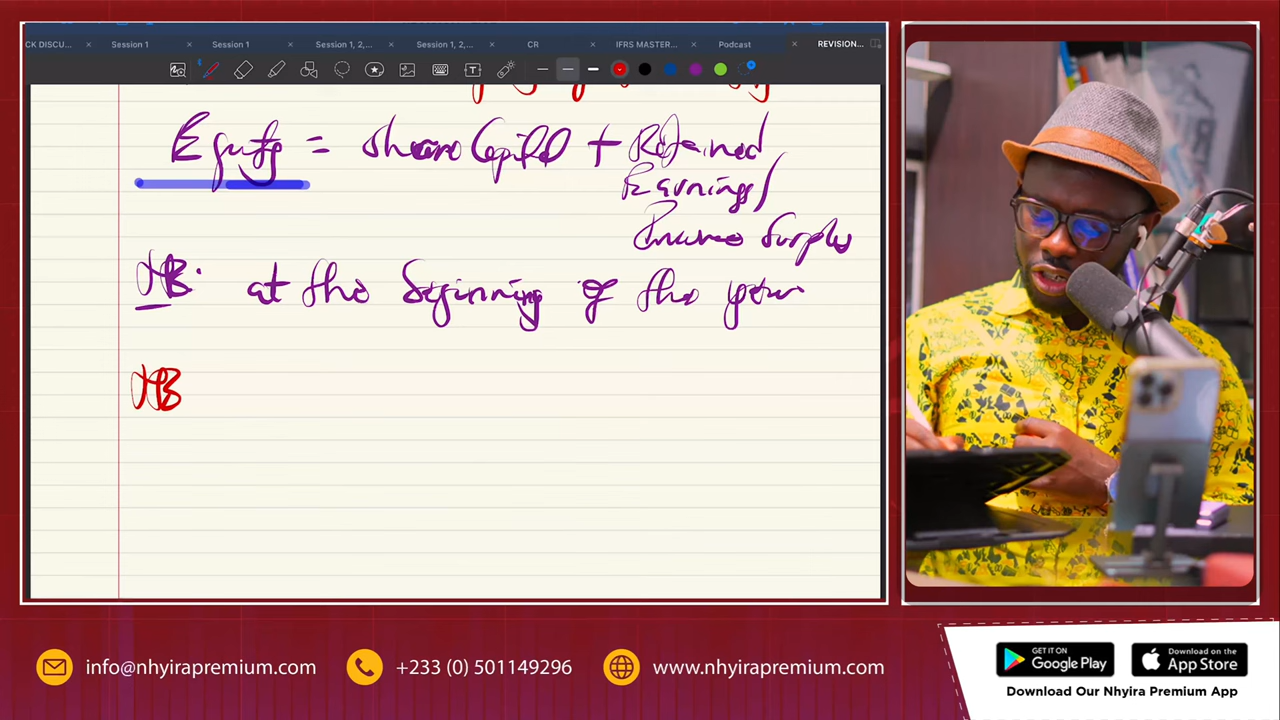 CK DISCU... Session 1 Session 1 Session 1, 2,... Session 1, 2,... CR IFRS MASTER... Podcast REVISION...
Equity = share Capital + Retained
Earnings/
Income Surplus
NB. at the beginning of the year
NB
info@nhyirapremium.com +233 (0) 501149296 www.nhyirapremium.com
GET IT ON
Google Play
Download on the
App Store
Download Our Nhyira Premium App